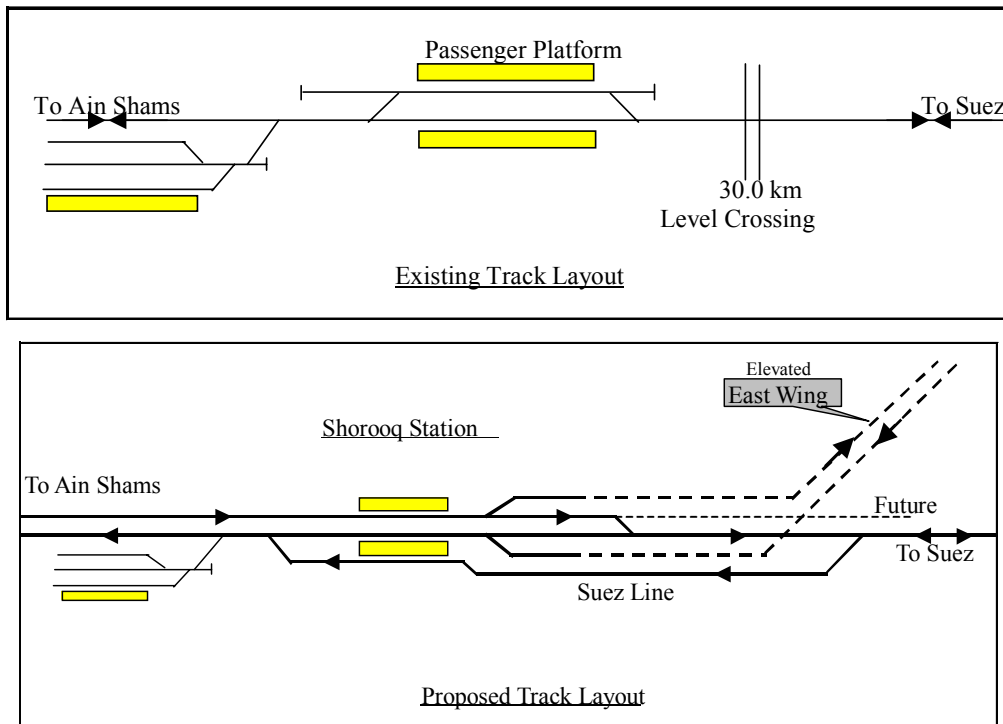 Passenger Platform
To Ain Shams
To Suez
30.0 km
Level Crossing
Existing Track Layout
Elevated
East Wing
Shorooq Station
To Ain Shams
Future
To Suez
Suez Line
Proposed Track Layout